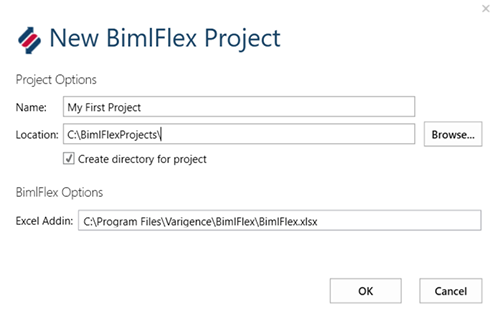 New BimlFlex Project
Project Options
Name: My First Project
Location: C:\BimlFlexProjects\ Browse...
Create directory for project
BimlFlex Options
Excel Addin: C:\Program Files\Varigence\BimlFlex\BimlFlex.xlsx
OK Cancel